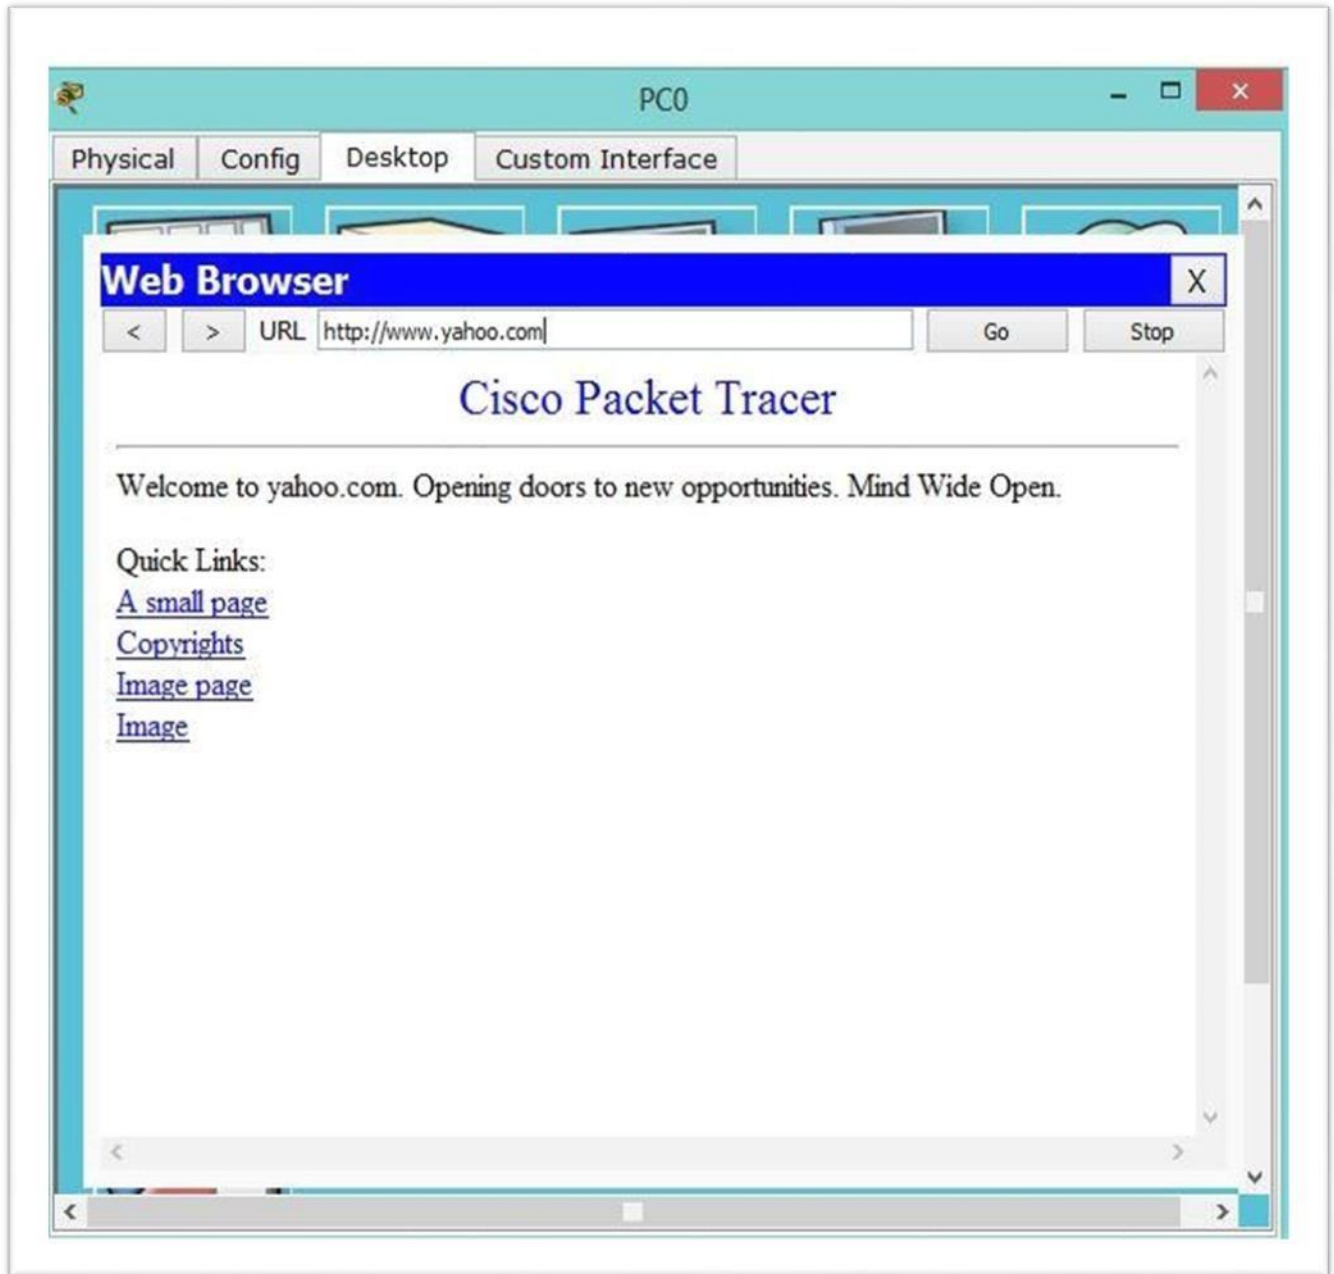 PC0
Physical Config Desktop Custom Interface
Web Browser X
< > URL http://www.yahoo.com Go Stop
Cisco Packet Tracer
Welcome to yahoo.com. Opening doors to new opportunities. Mind Wide Open.
Quick Links:
A small page
Copyrights
Image page
Image